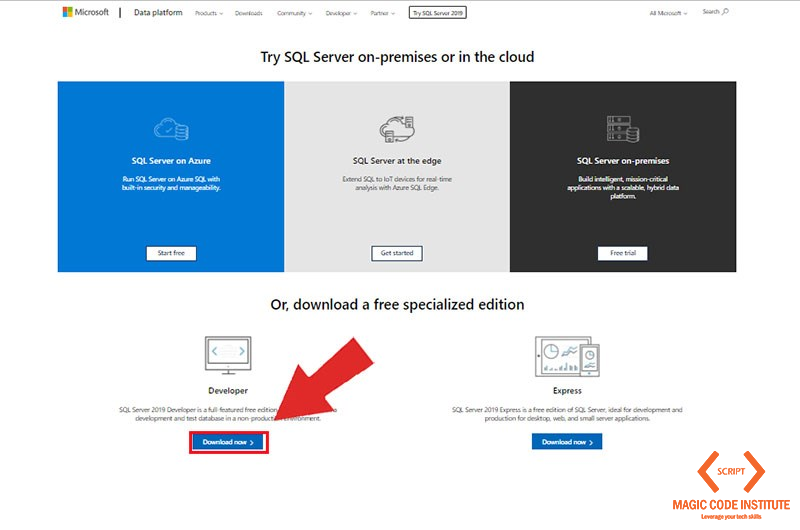 Microsoft | Data platform Products Downloads Community Developer Partner Try SQL Server 2019 All Microsoft Search
Try SQL Server on-premises or in the cloud
SQL Server on Azure
Run SQL Server on Azure SQL with
built-in security and manageability.
Start free
SQL Server at the edge
Extend SQL to IoT devices for real-time
analysis with Azure SQL Edge.
Get started
SQL Server on-premises
Build intelligent, mission-critical
applications with a scalable, hybrid data
platform.
Free trial
Or, download a free specialized edition
Developer
SQL Server 2019 Developer is a full-featured free edition a
development and test database in a non-production environment.
Download now
Express
SQL Server 2019 Express is a free edition of SQL Server, ideal for development and
production for desktop, web, and small server applications.
Download now
SCRIPT
MAGIC CODE INSTITUTE
Leverage your tech skills